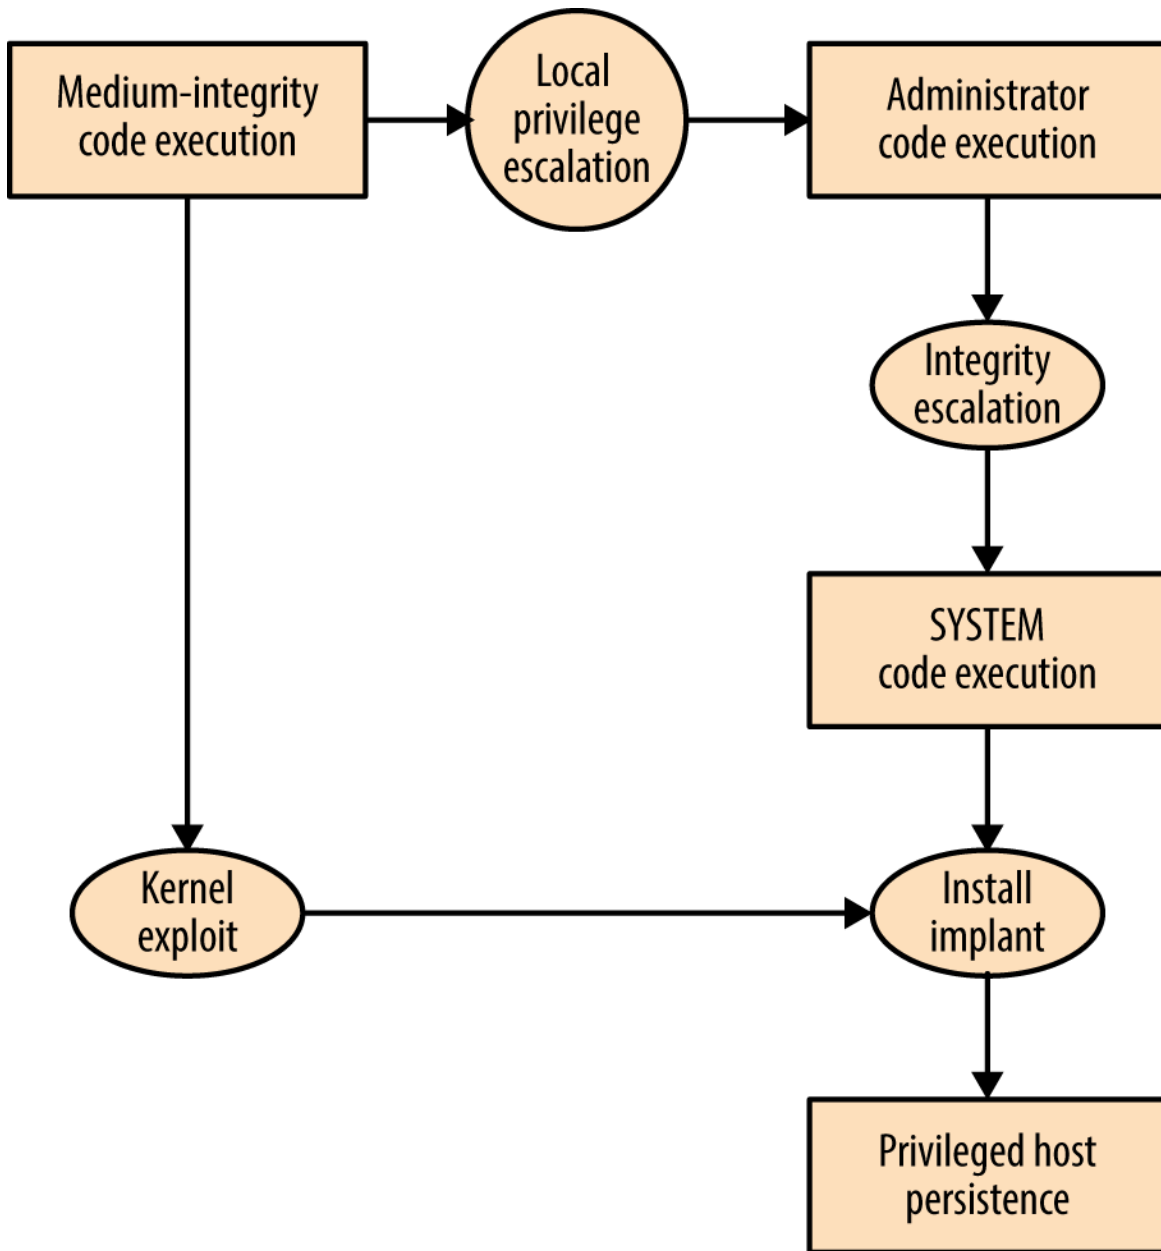 Medium-integrity
code execution
Local
privilege
escalation
Administrator
code execution
Integrity
escalation
SYSTEM
code execution
Kernel
exploit
Install
implant
Privileged host
persistence